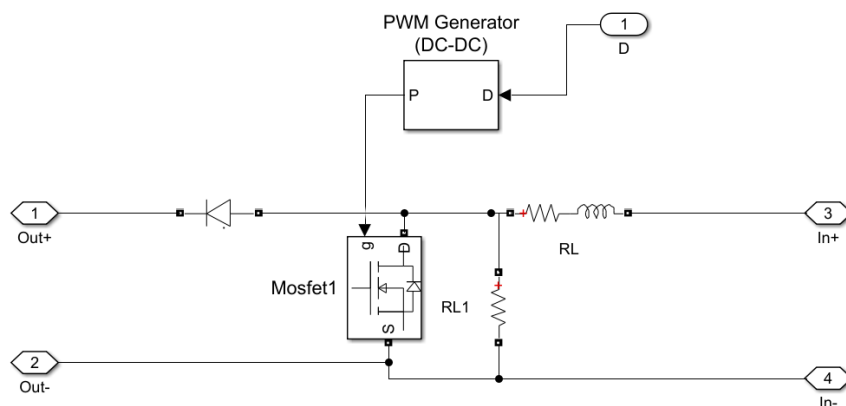 PWM Generator
(DC-DC)
1
D
P
D
1
Out+
g
D
+
RL
3
In+
Mosfet1
S
RL1
+
2
Out-
4
In-